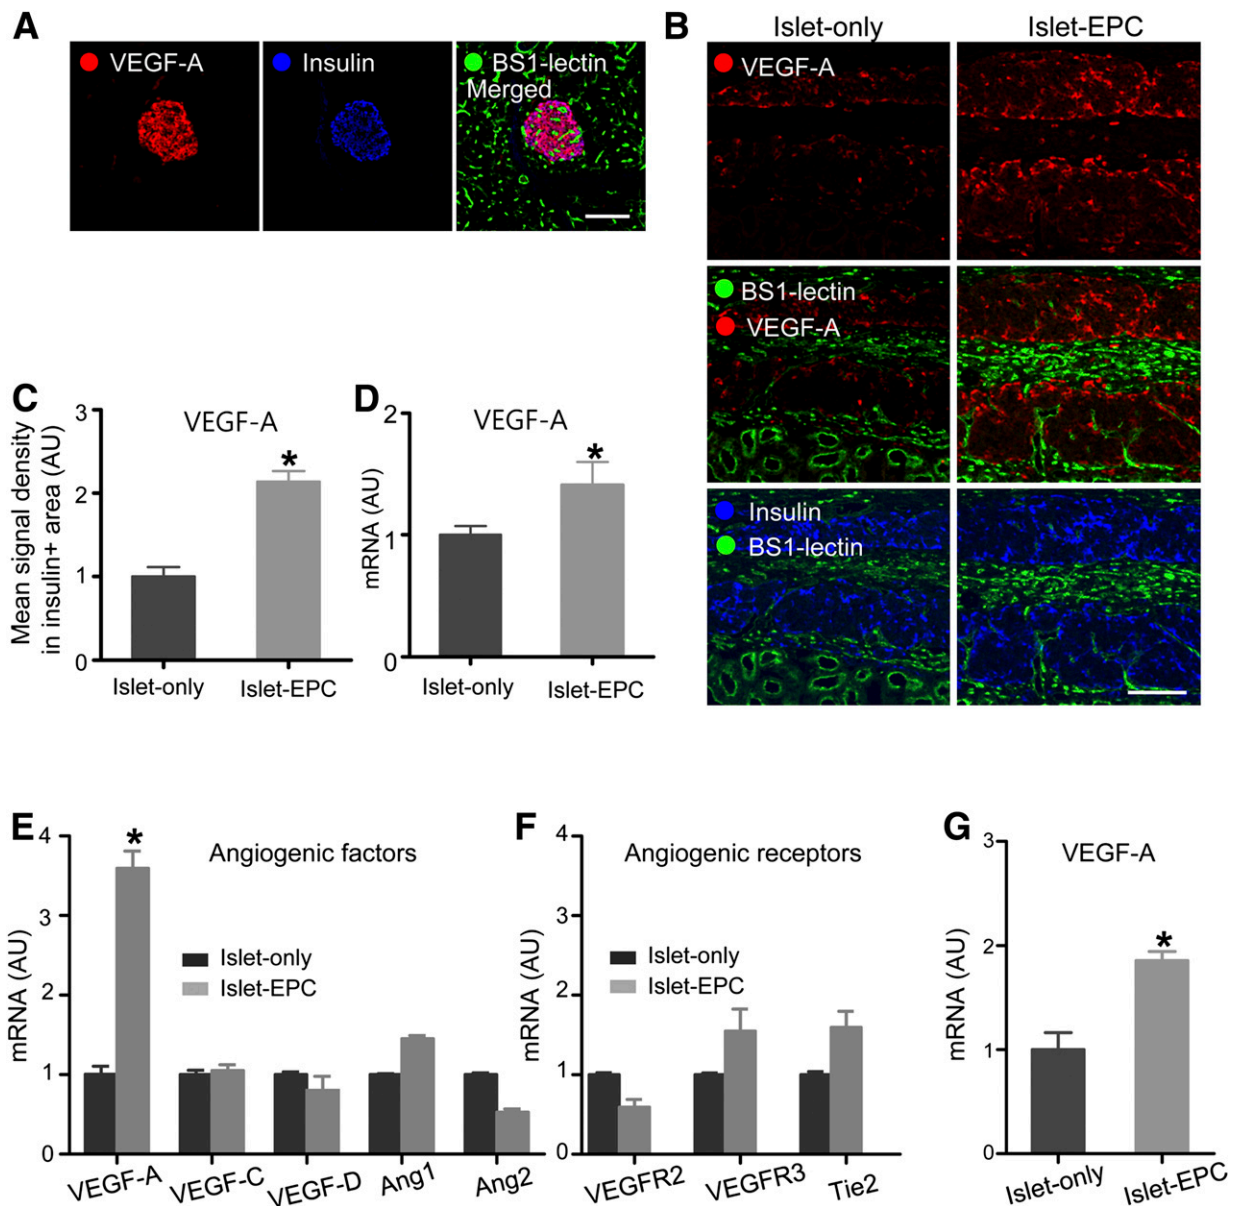 A
VEGF-A
Insulin
BS1-lectin
Merged
B
Islet-only
Islet-EPC
VEGF-A
BS1-lectin
VEGF-A
Insulin
BS1-lectin
C
VEGF-A
Mean signal density
in insulin+ area (AU)
3
2
1
0
*
Islet-only
Islet-EPC
D
VEGF-A
mRNA (AU)
2
1
0
*
Islet-only
Islet-EPC
E
Angiogenic factors
mRNA (AU)
4
3
2
1
0
*
Islet-only
Islet-EPC
VEGF-A
VEGF-C
VEGF-D
Ang1
Ang2
F
Angiogenic receptors
mRNA (AU)
4
3
2
1
0
Islet-only
Islet-EPC
VEGFR2
VEGFR3
Tie2
G
VEGF-A
mRNA (AU)
3
2
1
0
*
Islet-only
Islet-EPC